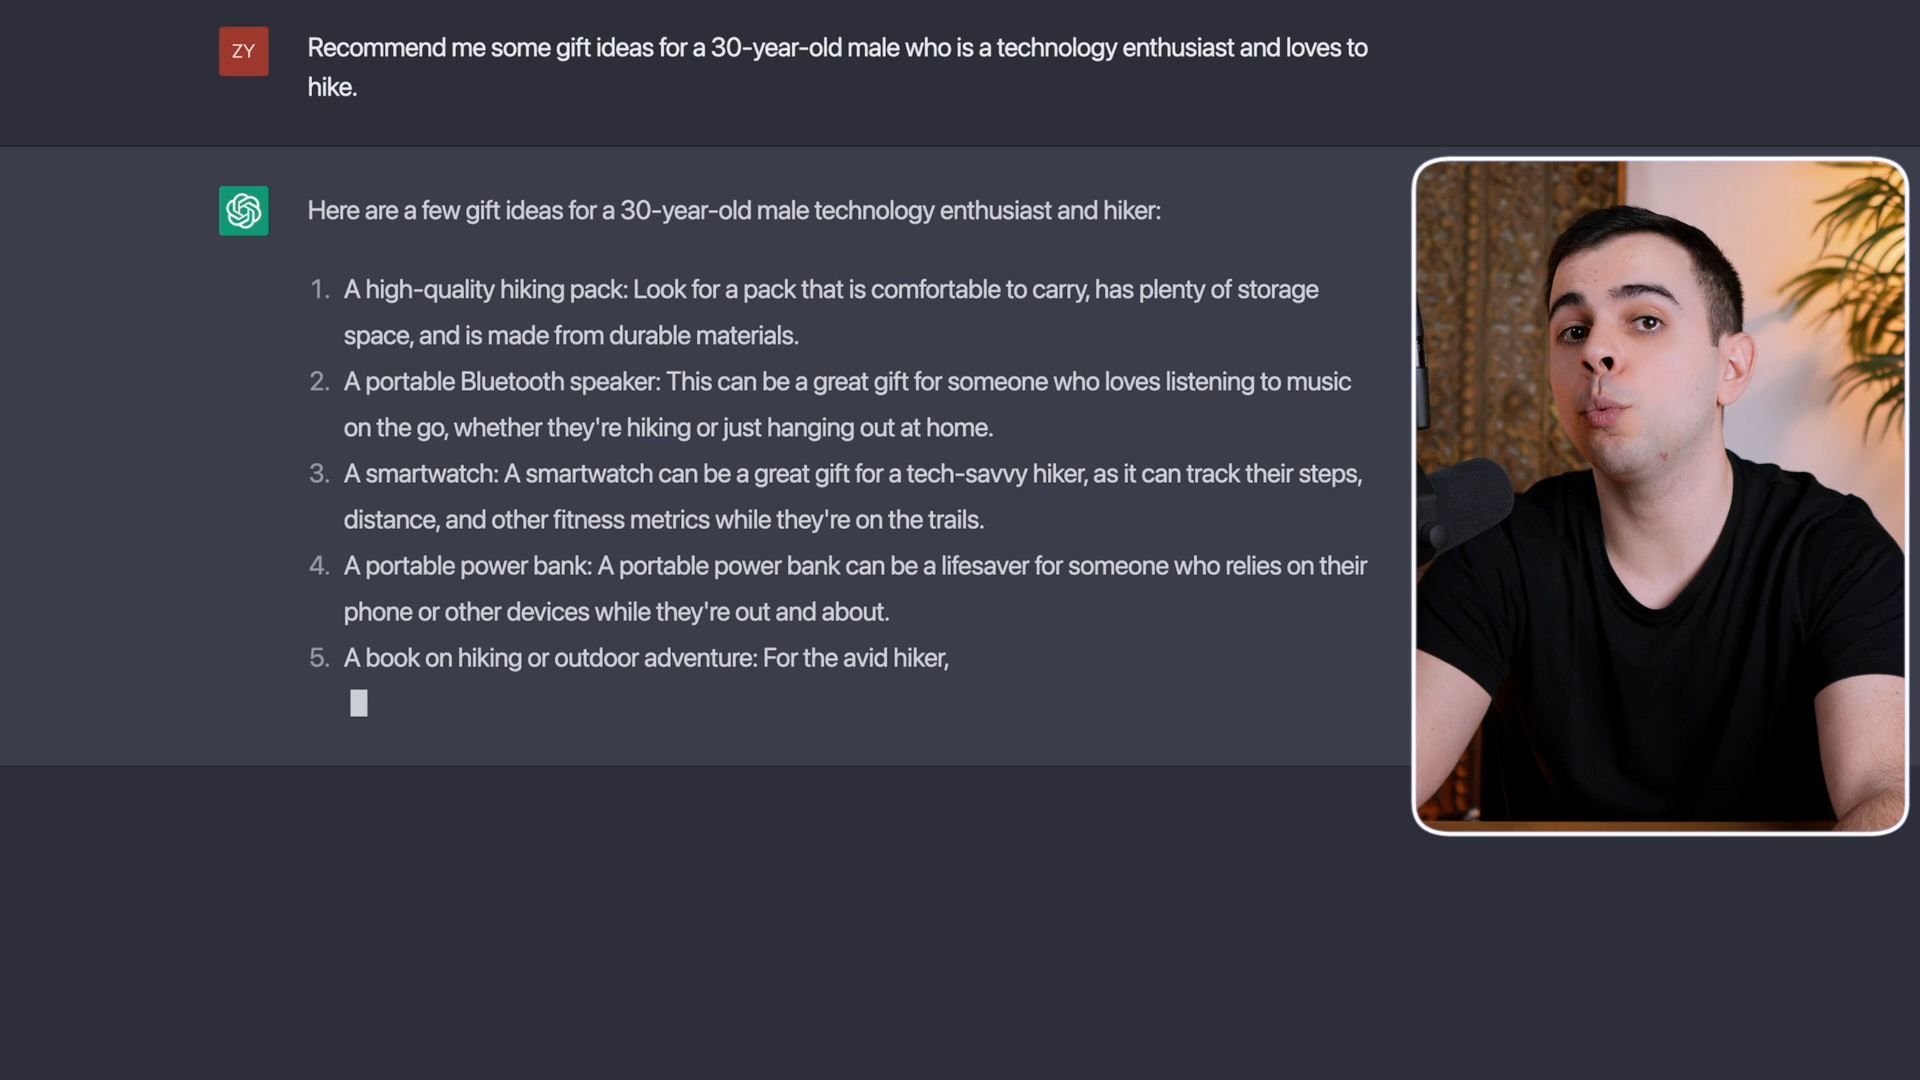 ZY
Recommend me some gift ideas for a 30-year-old male who is a technology enthusiast and loves to
hike.
Here are a few gift ideas for a 30-year-old male technology enthusiast and hiker:
1. A high-quality hiking pack: Look for a pack that is comfortable to carry, has plenty of storage
space, and is made from durable materials.
2. A portable Bluetooth speaker: This can be a great gift for someone who loves listening to music
on the go, whether they're hiking or just hanging out at home.
3. A smartwatch: A smartwatch can be a great gift for a tech-savvy hiker, as it can track their steps,
distance, and other fitness metrics while they're on the trails.
4. A portable power bank: A portable power bank can be a lifesaver for someone who relies on their
phone or other devices while they're out and about.
5. A book on hiking or outdoor adventure: For the avid hiker,